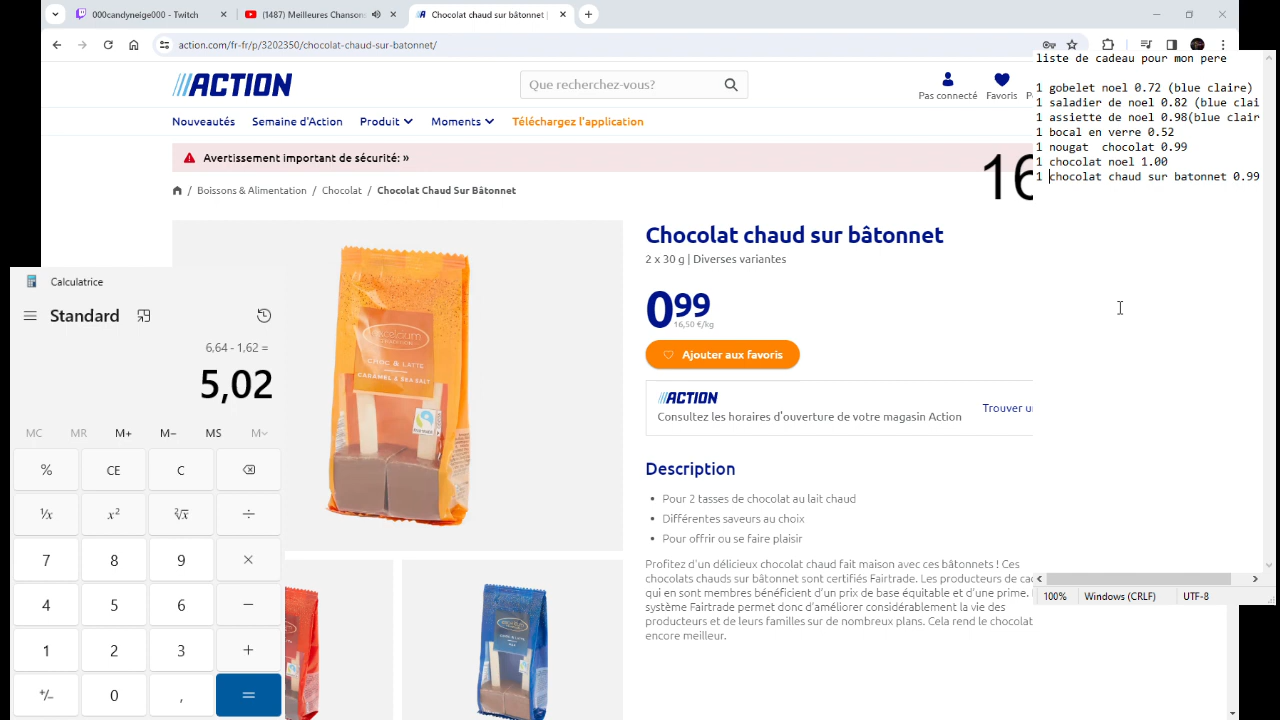 000candyneige000 - Twitch
(1487) Meilleures Chanson
Chocolat chaud sur bâtonnet |
action.com/fr-fr/p/3202350/chocolat-chaud-sur-batonnet/
ACTION
Que recherchez-vous?
Pas connecté
Favoris
Nouveautés
Semaine d'Action
Produit
Moments
Téléchargez l'application
Avertissement important de sécurité: »
16
/ Boissons & Alimentation / Chocolat / Chocolat Chaud Sur Bâtonnet
Chocolat chaud sur bâtonnet
2 x 30 g | Diverses variantes
099
16,50 €/kg
Ajouter aux favoris
ACTION
Consultez les horaires d'ouverture de votre magasin Action
Trouver u
Description
• Pour 2 tasses de chocolat au lait chaud
• Différentes saveurs au choix
• Pour offrir ou se faire plaisir
Profitez d'un délicieux chocolat chaud fait maison avec ces bâtonnets ! Ces
chocolats chauds sur bâtonnet sont certifiés Fairtrade. Les producteurs de cac
qui en sont membres bénéficient d'un prix de base équitable et d'une prime.
système Fairtrade permet donc d'améliorer considérablement la vie des
producteurs et de leurs familles sur de nombreux plans. Cela rend le chocolat
encore meilleur.
CHOC & LATTE
CARAMEL & SEA SALT
liste de cadeau pour mon pere
1 gobelet noel 0.72 (blue claire)
1 saladier de noel 0.82 (blue clai
1 assiette de noel 0.98(blue clair
1 bocal en verre 0.52
1 nougat  chocolat 0.99
1 chocolat noel 1.00
1 chocolat chaud sur batonnet 0.99
100%
Windows (CRLF)
UTF-8
Calculatrice
Standard
6,64 - 1,62 =
5,02
MC MR M+ M− MS M
% CE C
¹/x x² ²√x ÷
7 8 9 ×
4 5 6 −
1 2 3 +
+/− 0 , =